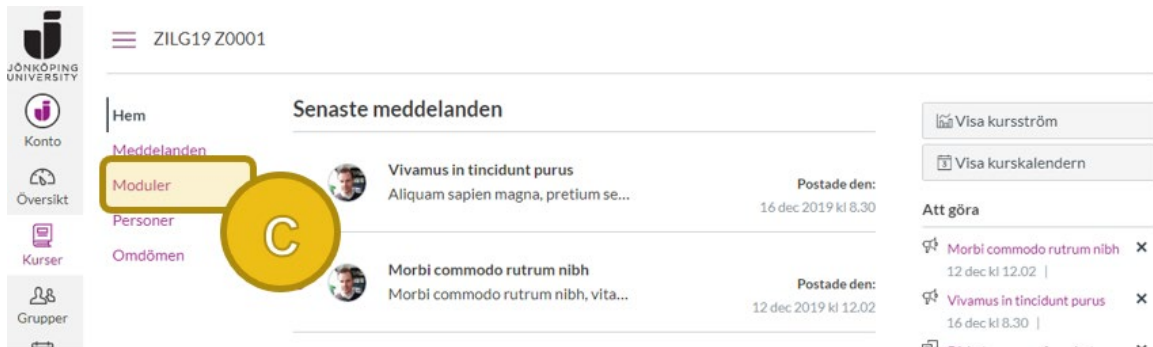 JÖNKÖPING
UNIVERSITY
Konto
Översikt
Kurser
Grupper
ZILG19 Z0001
Hem
Meddelanden
Moduler
Personer
Omdömen
C
Senaste meddelanden
Vivamus in tincidunt purus
Aliquam sapien magna, pretium se...
Postade den:
16 dec 2019 kl 8.30
Morbi commodo rutrum nibh
Morbi commodo rutrum nibh, vita...
Postade den:
12 dec 2019 kl 12.02
Visa kursström
Visa kurskalendern
Att göra
Morbi commodo rutrum nibh
12 dec kl 12.02 |
Vivamus in tincidunt purus
16 dec kl 8.30 |